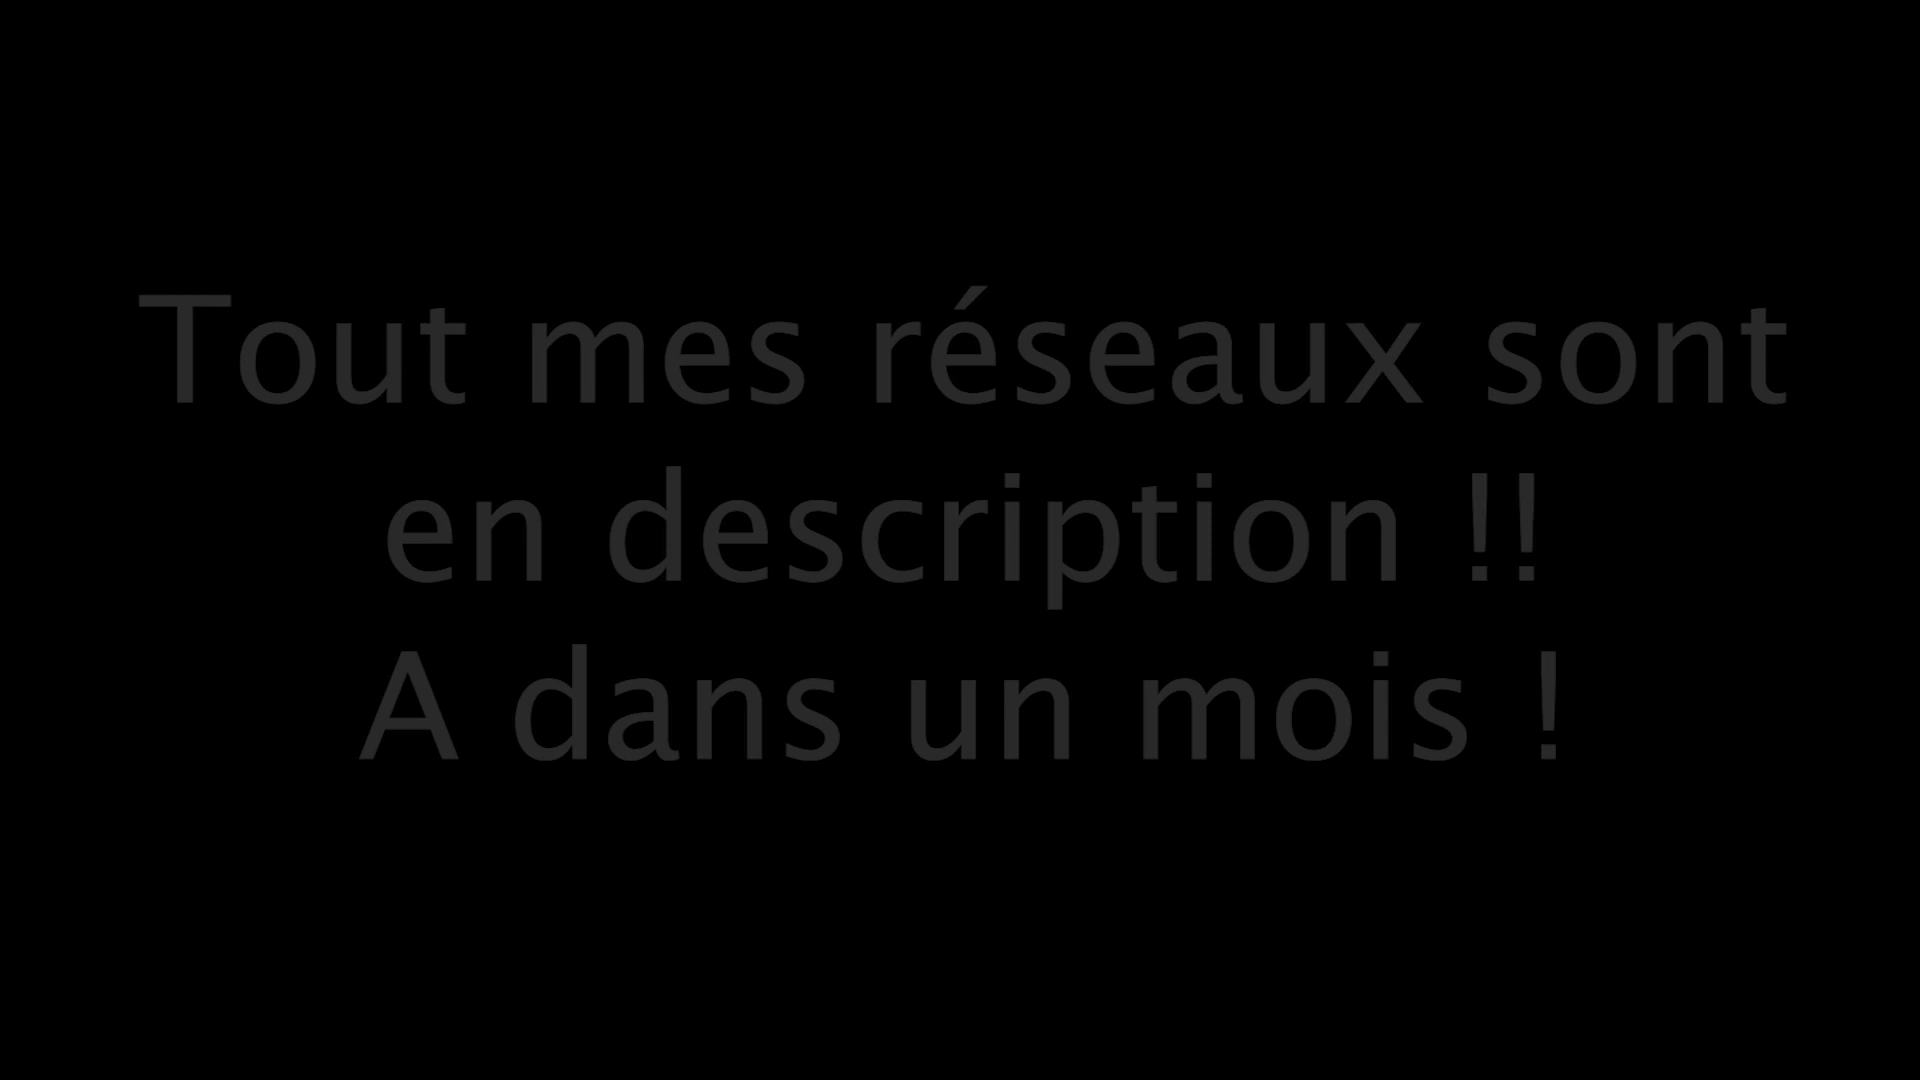 Tout mes réseaux sont
en description !!
A dans un mois !